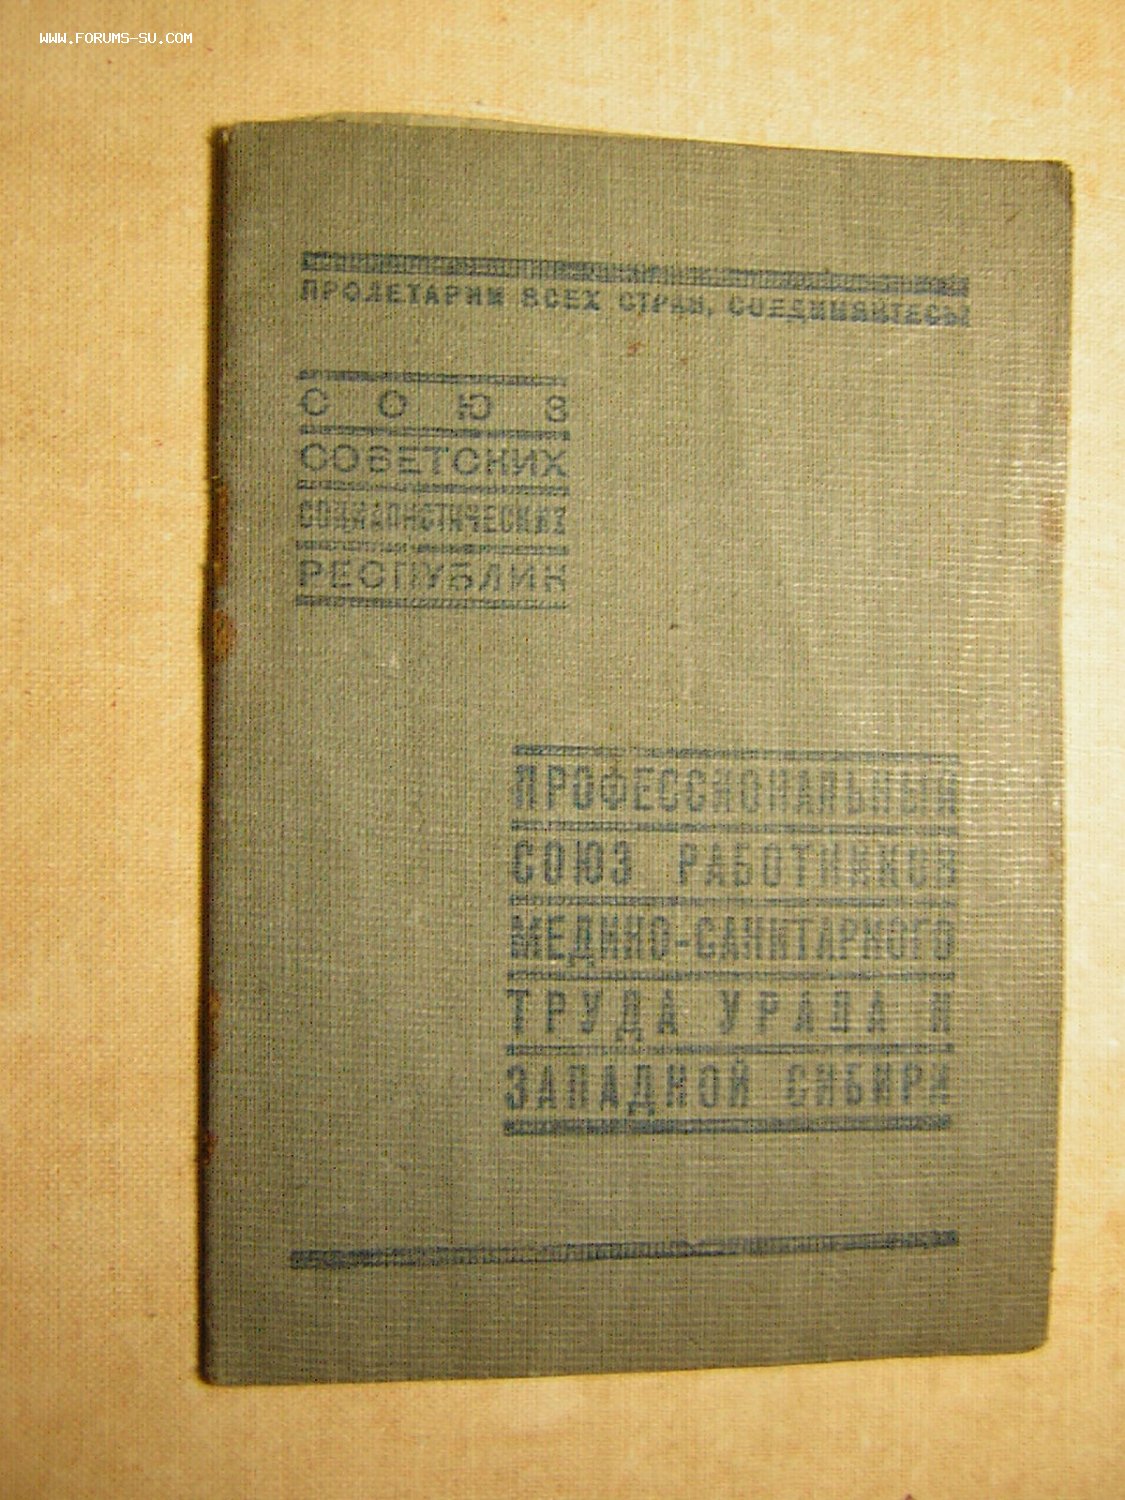 WWW.FORUMS-SU.COM
ПРОЛЕТАРИИ ВСЕХ СТРАН, СОЕДИНЯЙТЕСЬ!
СОЮЗ
СОВЕТСКИХ
СОЦИАЛИСТИЧЕСКИХ
РЕСПУБЛИК
ПРОФЕССИОНАЛЬНЫЙ
СОЮЗ РАБОТНИКОВ
МЕДИКО-САНИТАРНОГО
ТРУДА УРАЛА И
ЗАПАДНОЙ СИБИРИ